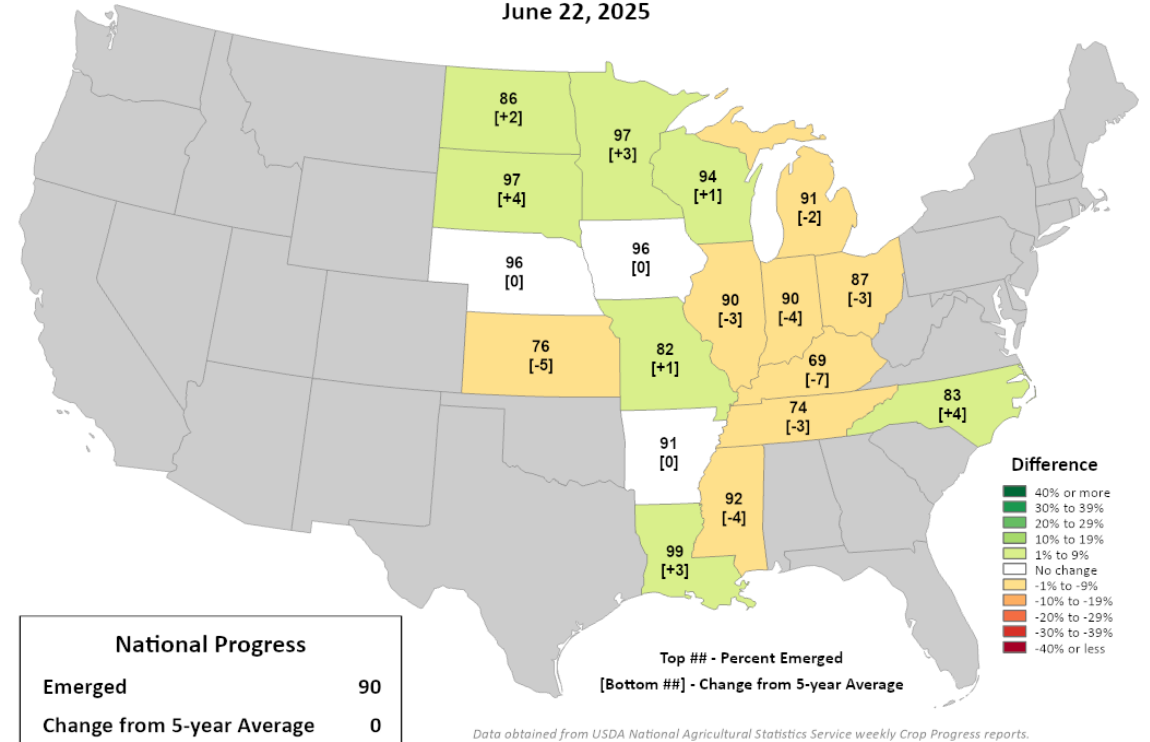 June 22, 2025
86
[+2]
97
[+3]
97
[+4]
94
[+1]
91
[-2]
96
[0]
96
[0]
90
[-3]
90
[-4]
87
[-3]
76
[-5]
82
[+1]
69
[-7]
74
[-3]
83
[+4]
91
[0]
92
[-4]
99
[+3]
Difference
40% or more
30% to 39%
20% to 29%
10% to 19%
1% to 9%
No change
-1% to -9%
-10% to -19%
-20% to -29%
-30% to -39%
-40% or less
National Progress
Emerged 90
Change from 5-year Average 0
Top ## - Percent Emerged
[Bottom ##] - Change from 5-year Average
Data obtained from USDA National Agricultural Statistics Service weekly Crop Progress reports.